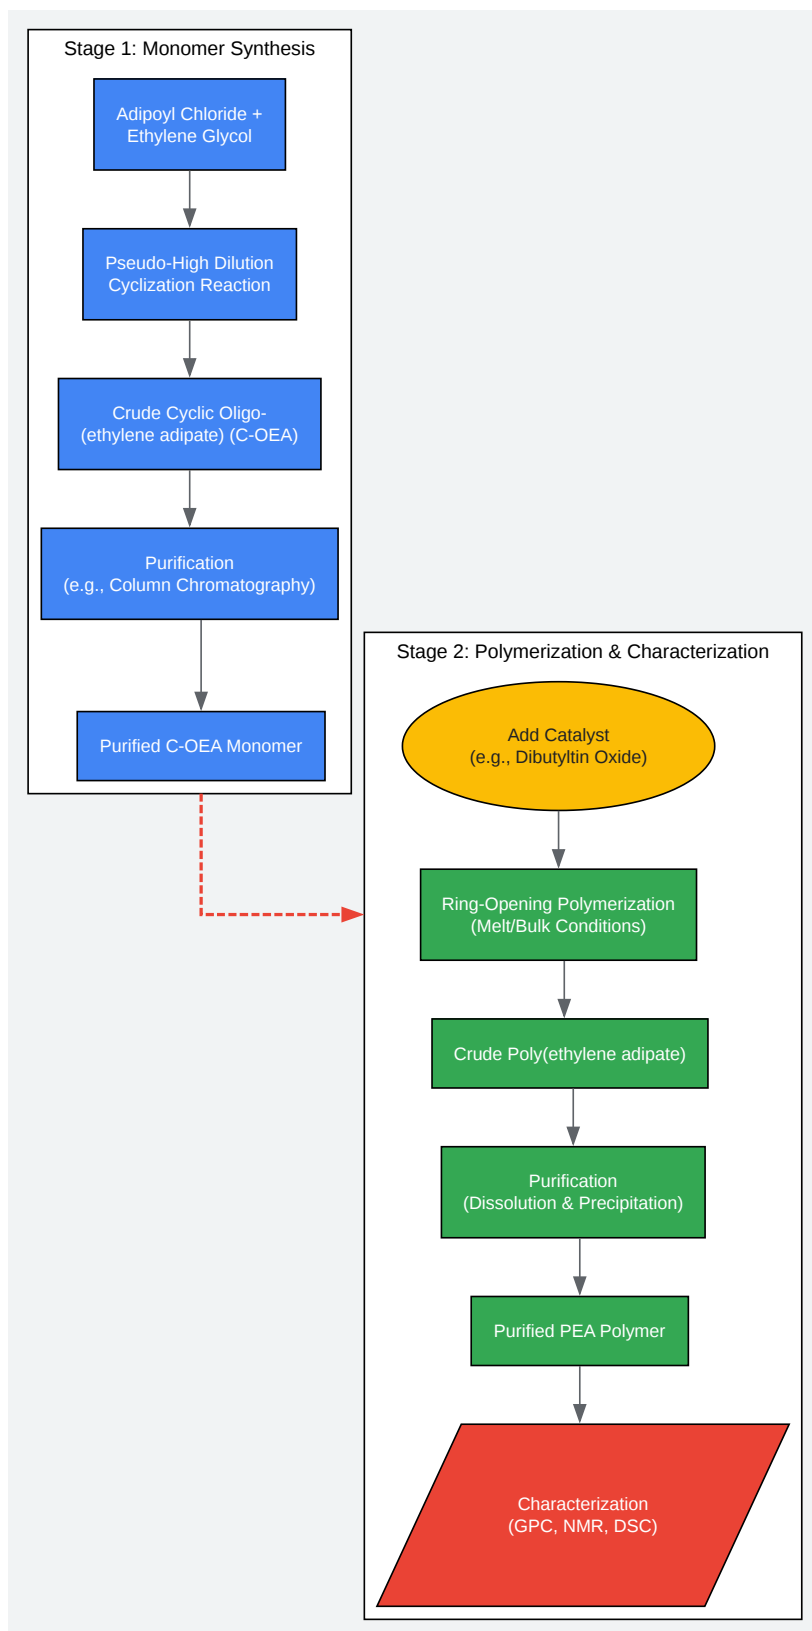 Stage 1: Monomer Synthesis
Adipoyl Chloride +
Ethylene Glycol
Pseudo-High Dilution
Cyclization Reaction
Crude Cyclic Oligo-
(ethylene adipate) (C-OEA)
Purification
(e.g., Column Chromatography)
Purified C-OEA Monomer
Stage 2: Polymerization & Characterization
Add Catalyst
(e.g., Dibutyltin Oxide)
Ring-Opening Polymerization
(Melt/Bulk Conditions)
Crude Poly(ethylene adipate)
Purification
(Dissolution & Precipitation)
Purified PEA Polymer
Characterization
(GPC, NMR, DSC)